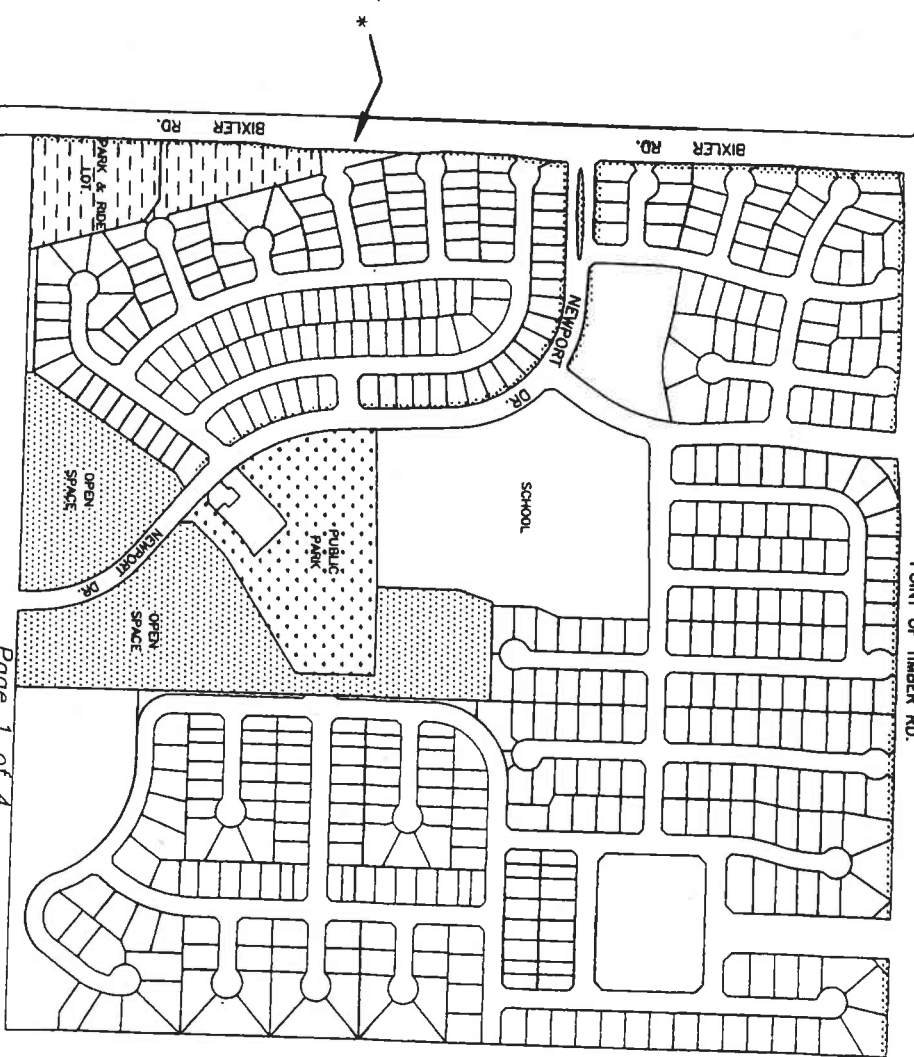 *
BIXLER RD.
BIXLER RD.
PARK & RIDE
LOT
NEWPORT
DR.
SCHOOL
PUBLIC
PARK
OPEN
SPACE
NEWPORT DR.
OPEN
SPACE
POINT OF TIMBER RD.
Page 1 of 4